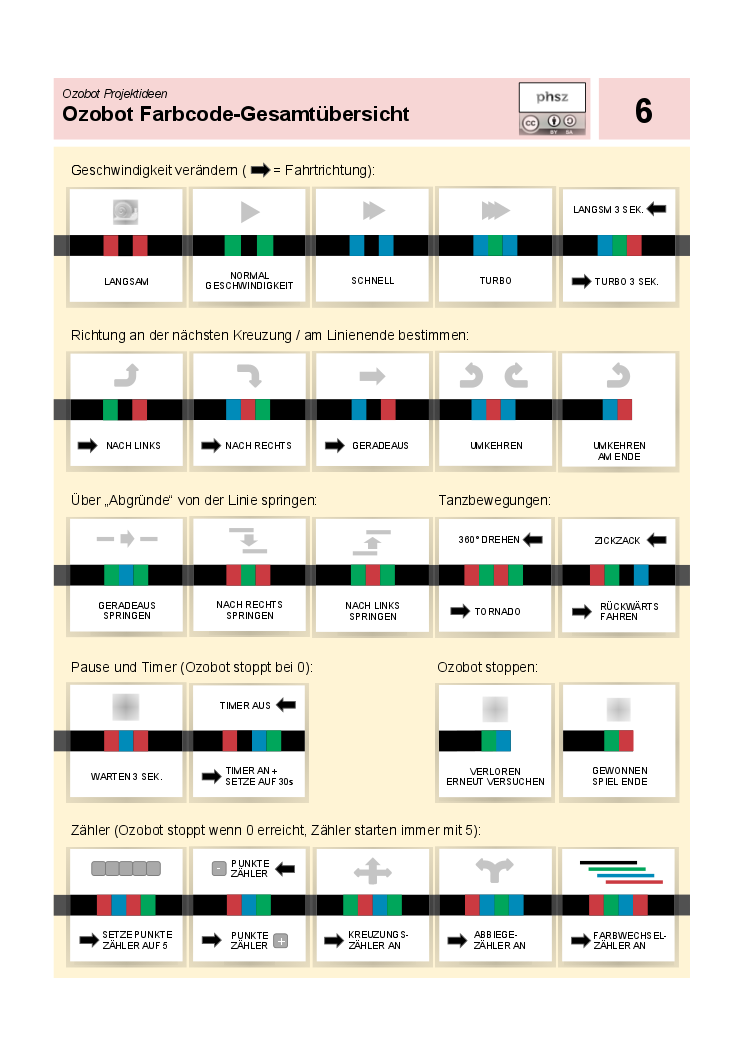 Ozobot Projektideen
Ozobot Farbcode-Gesamtübersicht
phsz
cc
BY SA
6
Geschwindigkeit verändern ( = Fahrtrichtung):
LANGSAM
NORMAL
GESCHWINDIGKEIT
SCHNELL
TURBO
LANGSM 3 SEK.
TURBO 3 SEK.
Richtung an der nächsten Kreuzung / am Linienende bestimmen:
NACH LINKS
NACH RECHTS
GERADEAUS
UMKEHREN
UMKEHREN
AM ENDE
Über „Abgründe“ von der Linie springen:
GERADEAUS
SPRINGEN
NACH RECHTS
SPRINGEN
NACH LINKS
SPRINGEN
Tanzbewegungen:
360° DREHEN
TORNADO
ZICKZACK
RÜCKWÄRTS
FAHREN
Pause und Timer (Ozobot stoppt bei 0):
WARTEN 3 SEK.
TIMER AUS
TIMER AN +
SETZE AUF 30s
Ozobot stoppen:
VERLOREN
ERNEUT VERSUCHEN
GEWONNEN
SPIEL ENDE
Zähler (Ozobot stoppt wenn 0 erreicht, Zähler starten immer mit 5):
SETZE PUNKTE
ZÄHLER AUF 5
- PUNKTE
ZÄHLER
PUNKTE
ZÄHLER +
KREUZUNGS-
ZÄHLER AN
ABBIEGE-
ZÄHLER AN
FARBWECHSEL-
ZÄHLER AN